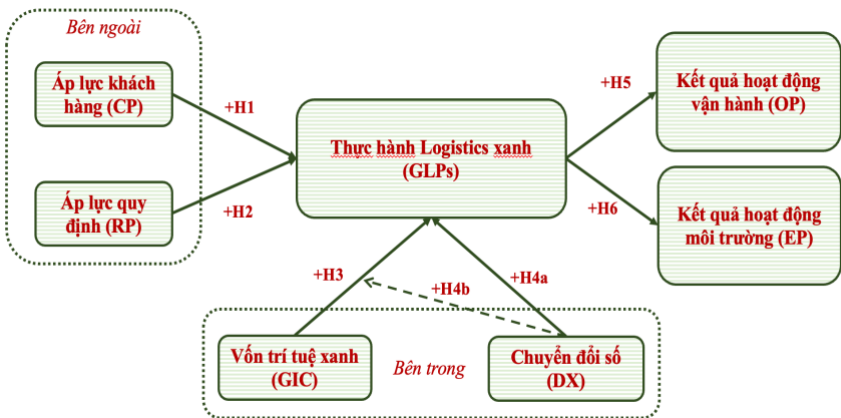 Bên ngoài
Áp lực khách
hàng (CP)
+H1
Áp lực quy
định (RP)
+H2
Thực hành Logistics xanh
(GLPs)
+H5
Kết quả hoạt động
vận hành (OP)
+H6
Kết quả hoạt động
môi trường (EP)
+H3
+H4b
+H4a
Vốn trí tuệ xanh
(GIC)
Bên trong
Chuyển đổi số
(DX)